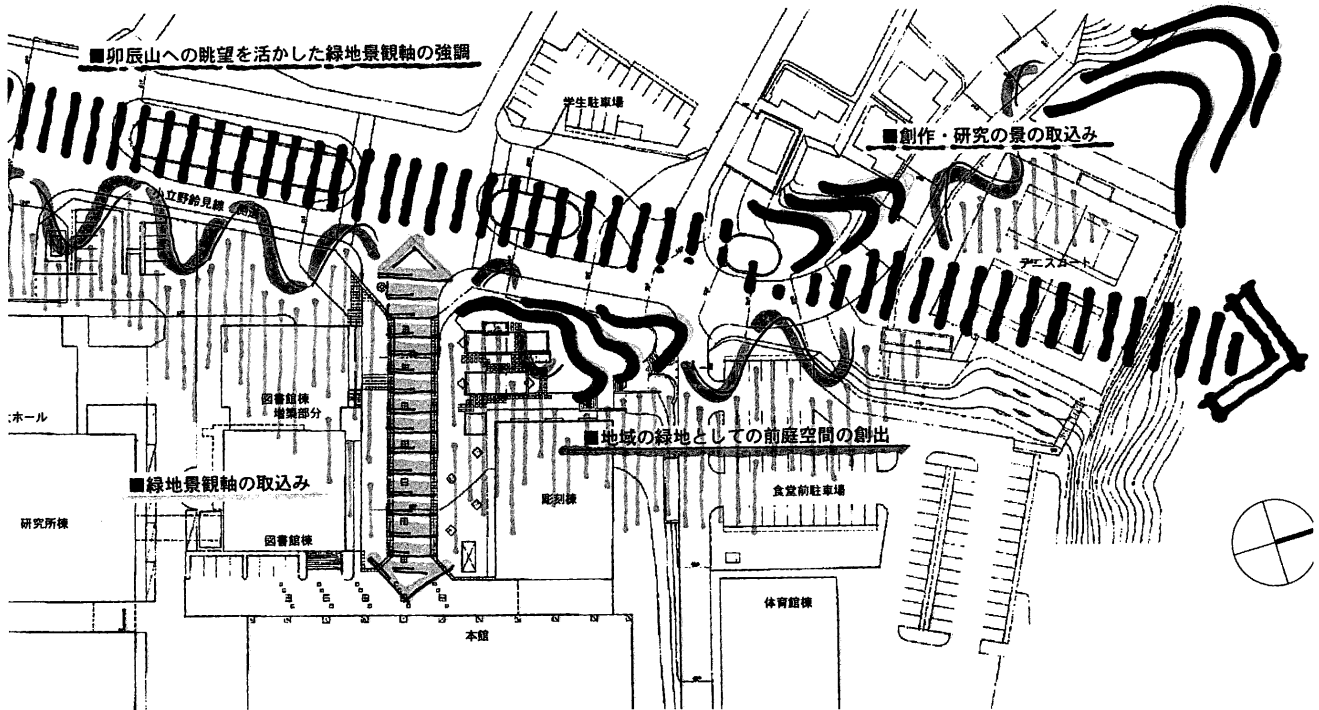 ■卯辰山への眺望を活かした緑地景観軸の強調
学生駐車場
■創作・研究の景の取込み
小立野鈴見線
テニスコート
図書館棟
増築部分
ホール
■地域の緑地としての前庭空間の創出
■緑地景観軸の取込み
彫刻棟
食堂前駐車場
研究所棟
図書館棟
体育館棟
本館